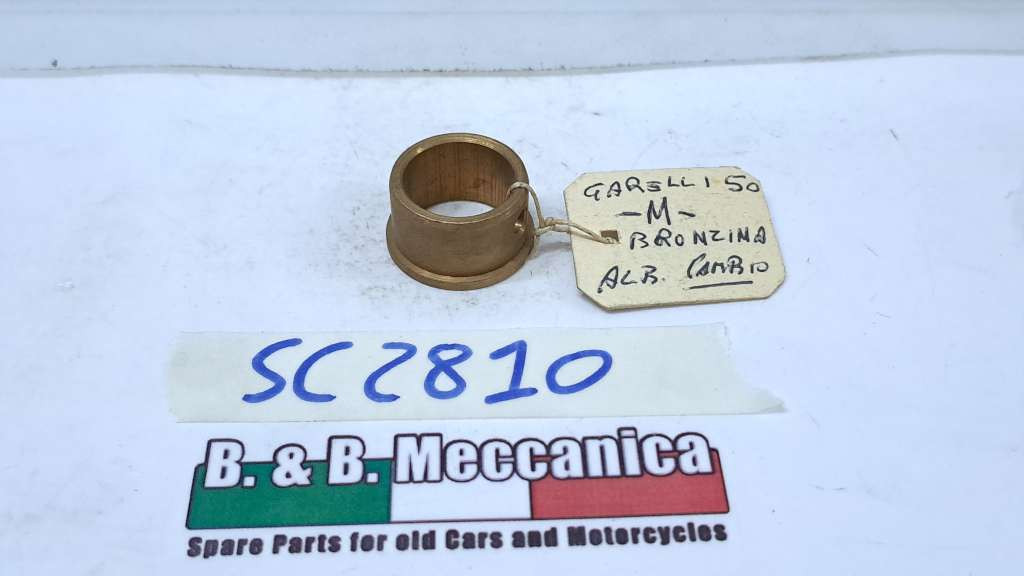 GARELLI 50
-M-
BRONZINA
ALB. CAMBIO
SC2810
B. & B. Meccanica
Spare Parts for old Cars and Motorcycles